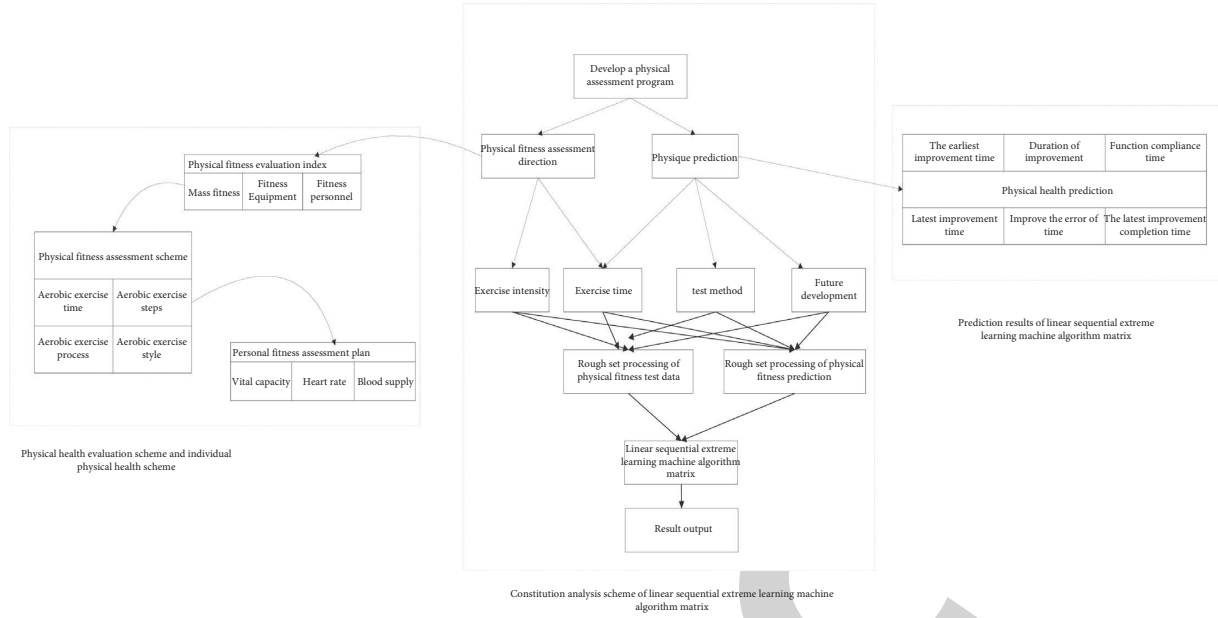 Develop a physical
assessment program
Physical fitness assessment
direction
Physique prediction
Exercise intensity
Exercise time
test method
Future
development
Rough set processing of
physical fitness test data
Rough set processing of physical
fitness prediction
Linear sequential extreme
learning machine algorithm
matrix
Result output
Constitution analysis scheme of linear sequential extreme learning machine
algorithm matrix
Physical fitness evaluation index
Mass fitness
Fitness
Equipment
Fitness
personnel
Physical fitness assessment scheme
Aerobic exercise
time
Aerobic exercise
steps
Aerobic exercise
process
Aerobic exercise
style
Personal fitness assessment plan
Vital capacity
Heart rate
Blood supply
Physical health evaluation scheme and individual
physical health scheme
The earliest
improvement time
Duration of
improvement
Function compliance
time
Physical health prediction
Latest improvement
time
Improve the error of
time
The latest improvement
completion time
Prediction results of linear sequential extreme
learning machine algorithm matrix